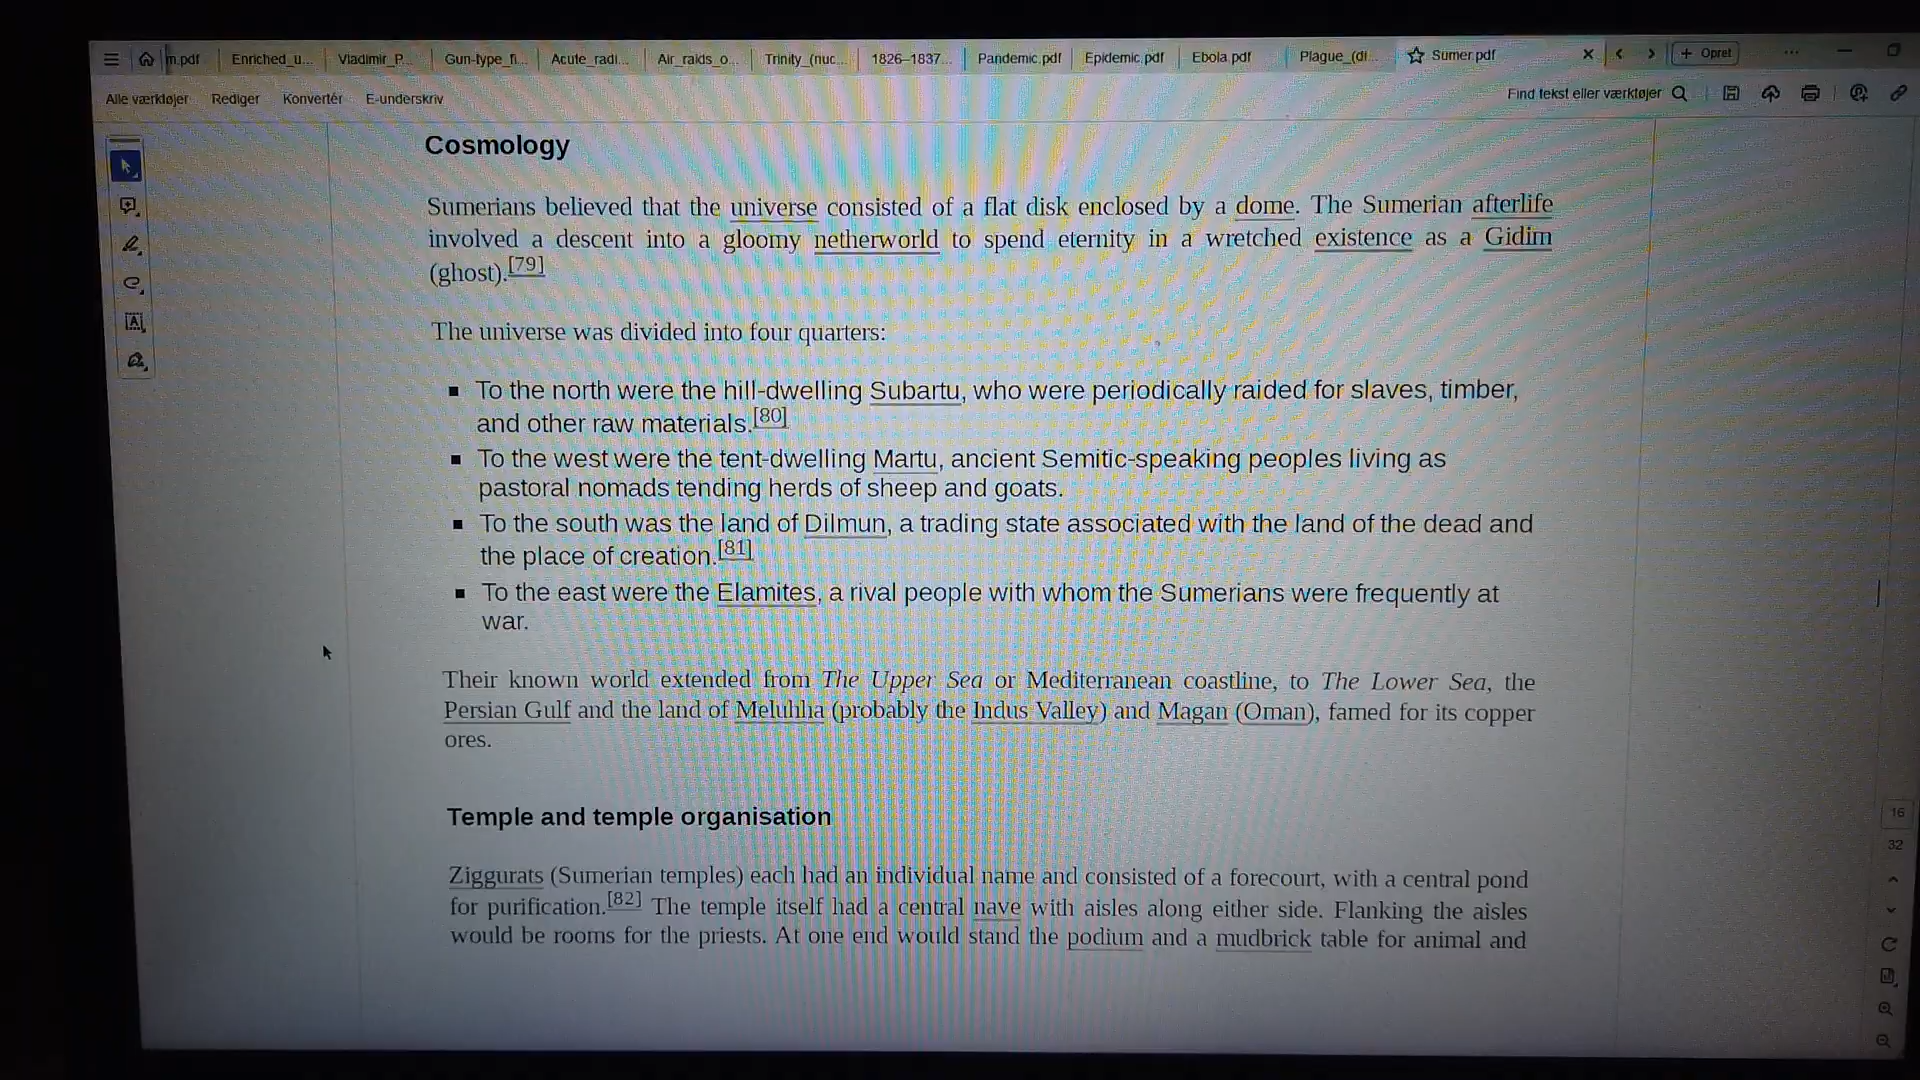 m.pdf Enriched_u... Vladimir_P... Gun-type_fi... Acute_radi... Air_raids_o... Trinity_(nuc... 1826–1837... Pandemic.pdf Epidemic.pdf Ebola.pdf Plague_(di... Sumer.pdf + Opret
Alle værktøjer Rediger Konvertér E-underskriv Find tekst eller værktøjer
Cosmology
Sumerians believed that the universe consisted of a flat disk enclosed by a dome. The Sumerian afterlife
involved a descent into a gloomy netherworld to spend eternity in a wretched existence as a Gidim
(ghost).[79]
The universe was divided into four quarters:
▪ To the north were the hill-dwelling Subartu, who were periodically raided for slaves, timber,
and other raw materials.[80]
▪ To the west were the tent-dwelling Martu, ancient Semitic-speaking peoples living as
pastoral nomads tending herds of sheep and goats.
▪ To the south was the land of Dilmun, a trading state associated with the land of the dead and
the place of creation.[81]
▪ To the east were the Elamites, a rival people with whom the Sumerians were frequently at
war.
Their known world extended from The Upper Sea or Mediterranean coastline, to The Lower Sea, the
Persian Gulf and the land of Meluhha (probably the Indus Valley) and Magan (Oman), famed for its copper
ores.
Temple and temple organisation
Ziggurats (Sumerian temples) each had an individual name and consisted of a forecourt, with a central pond
for purification.[82] The temple itself had a central nave with aisles along either side. Flanking the aisles
would be rooms for the priests. At one end would stand the podium and a mudbrick table for animal and
16
32